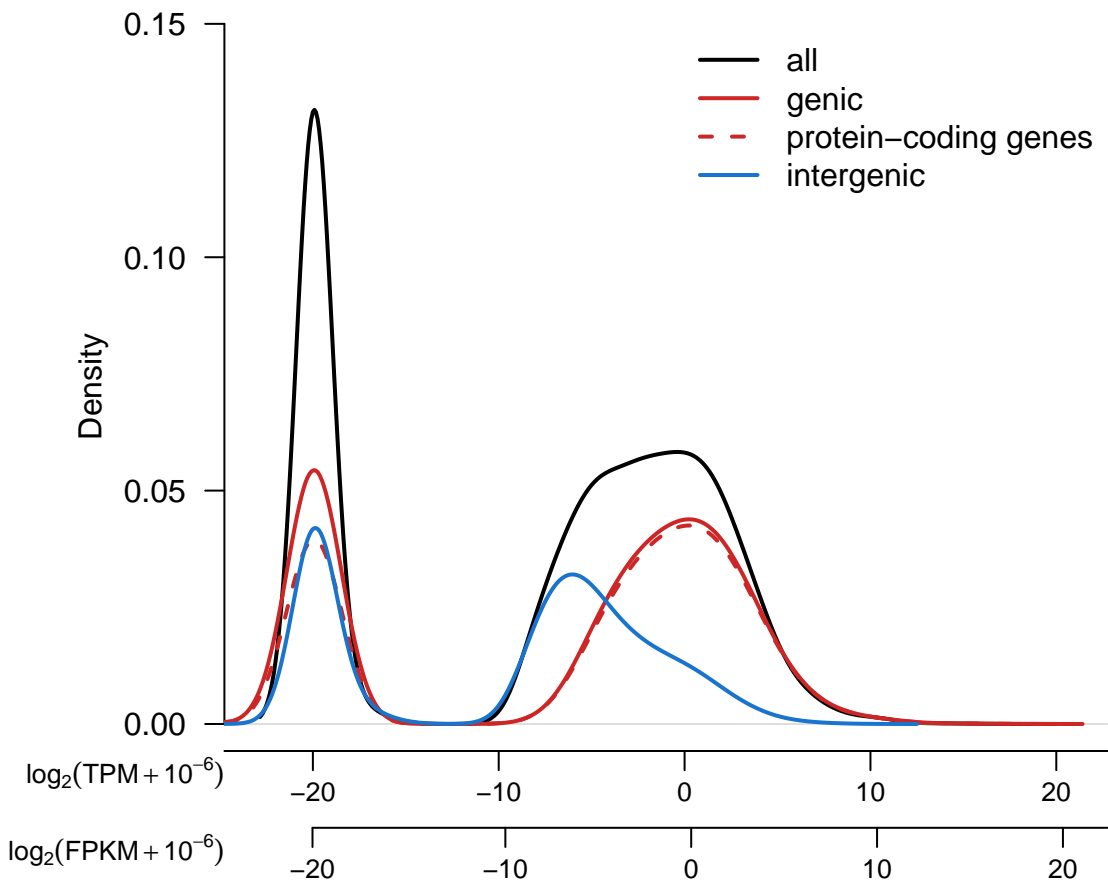 0.15
0.10
0.05
0.00
Density
all
genic
protein−coding genes
intergenic
log₂(TPM + 10⁻⁶)
−20 −10 0 10 20
log₂(FPKM + 10⁻⁶)
−20 −10 0 10 20